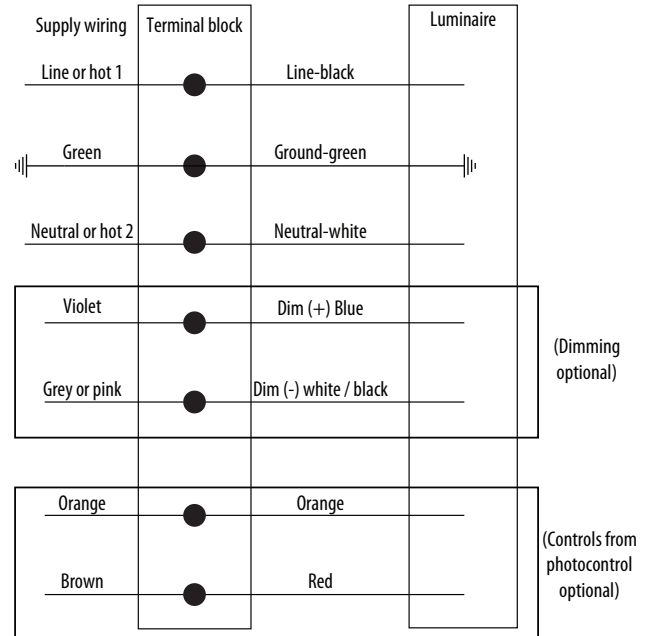 Supply wiring Terminal block Luminaire
Line or hot 1 Line-black
Green Ground-green
Neutral or hot 2 Neutral-white
Violet Dim (+) Blue
(Dimming
optional)
Grey or pink Dim (-) white / black
Orange Orange
(Controls from
photocontrol
optional)
Brown Red